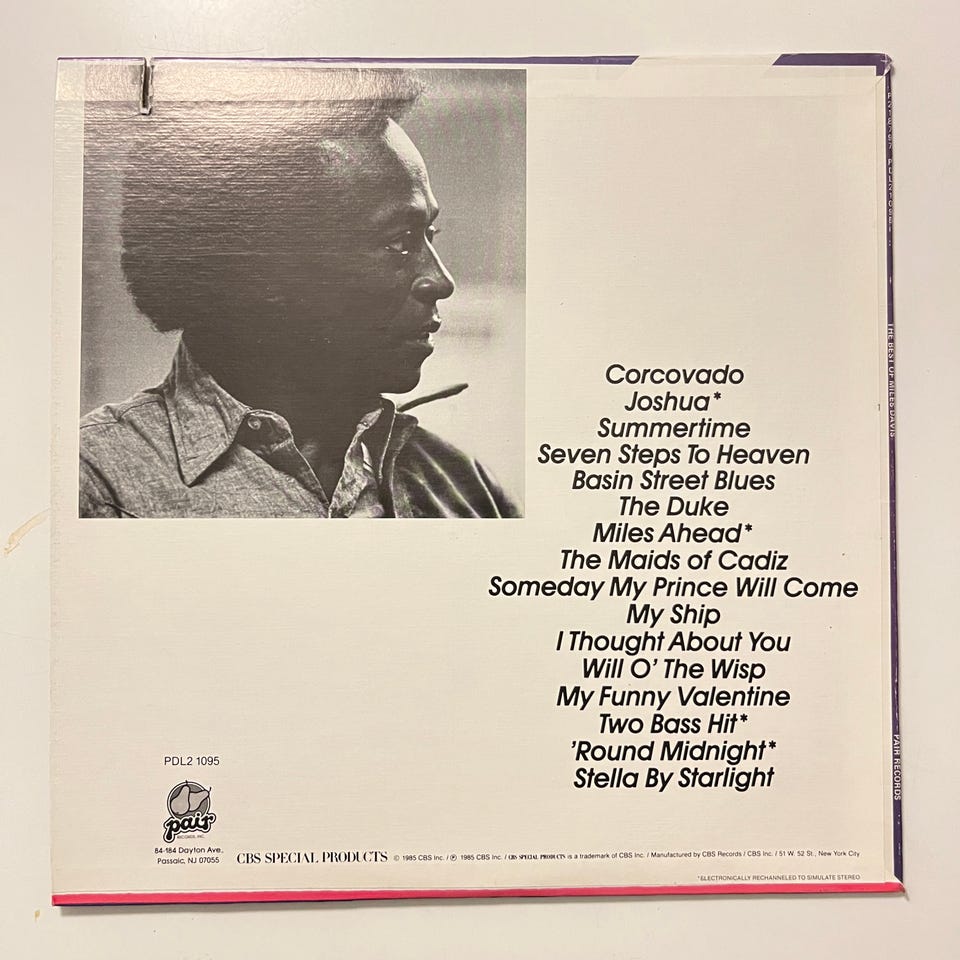 Corcovado
Joshua*
Summertime
Seven Steps To Heaven
Basin Street Blues
The Duke
Miles Ahead*
The Maids of Cadiz
Someday My Prince Will Come
My Ship
I Thought About You
Will O' The Wisp
My Funny Valentine
Two Bass Hit*
'Round Midnight*
Stella By Starlight
PDL2 1095
pair
RECORDS, INC.
84-184 Dayton Ave.
Passaic, NJ 07055
CBS SPECIAL PRODUCTS © 1985 CBS Inc. / ℗ 1985 CBS Inc. / CBS SPECIAL PRODUCTS is a trademark of CBS Inc. / Manufactured by CBS Records / CBS Inc. / 51 W. 52 St., New York City
*ELECTRONICALLY RECHANNELED TO SIMULATE STEREO
THE BEST OF MILES DAVIS
PAIR RECORDS